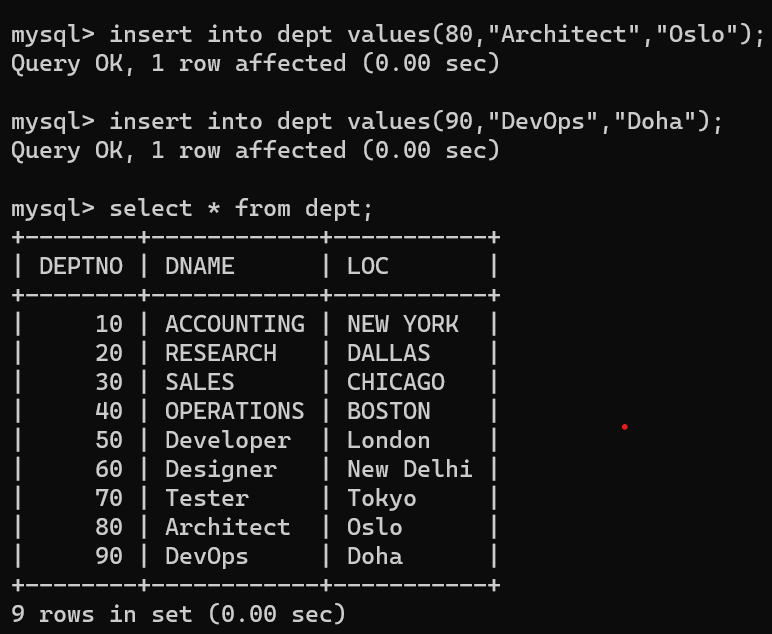 mysql> insert into dept values(80,"Architect","Oslo");
Query OK, 1 row affected (0.00 sec)
mysql> insert into dept values(90,"DevOps","Doha");
Query OK, 1 row affected (0.00 sec)
mysql> select * from dept;
+--------+------------+-----------+
| DEPTNO | DNAME      | LOC       |
+--------+------------+-----------+
|     10 | ACCOUNTING | NEW YORK  |
|     20 | RESEARCH   | DALLAS    |
|     30 | SALES      | CHICAGO   |
|     40 | OPERATIONS | BOSTON    |
|     50 | Developer  | London    |
|     60 | Designer   | New Delhi |
|     70 | Tester     | Tokyo     |
|     80 | Architect  | Oslo      |
|     90 | DevOps     | Doha      |
+--------+------------+-----------+
9 rows in set (0.00 sec)